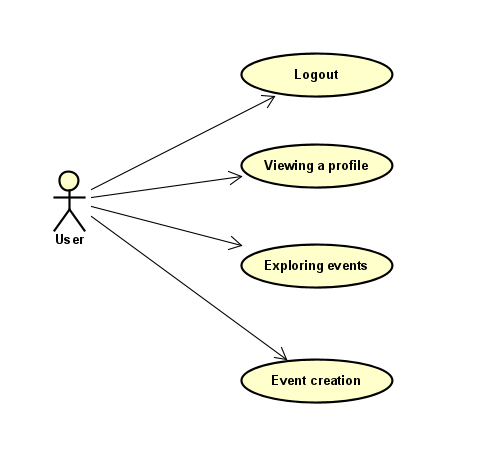 Logout
Viewing a profile
User
Exploring events
Event creation